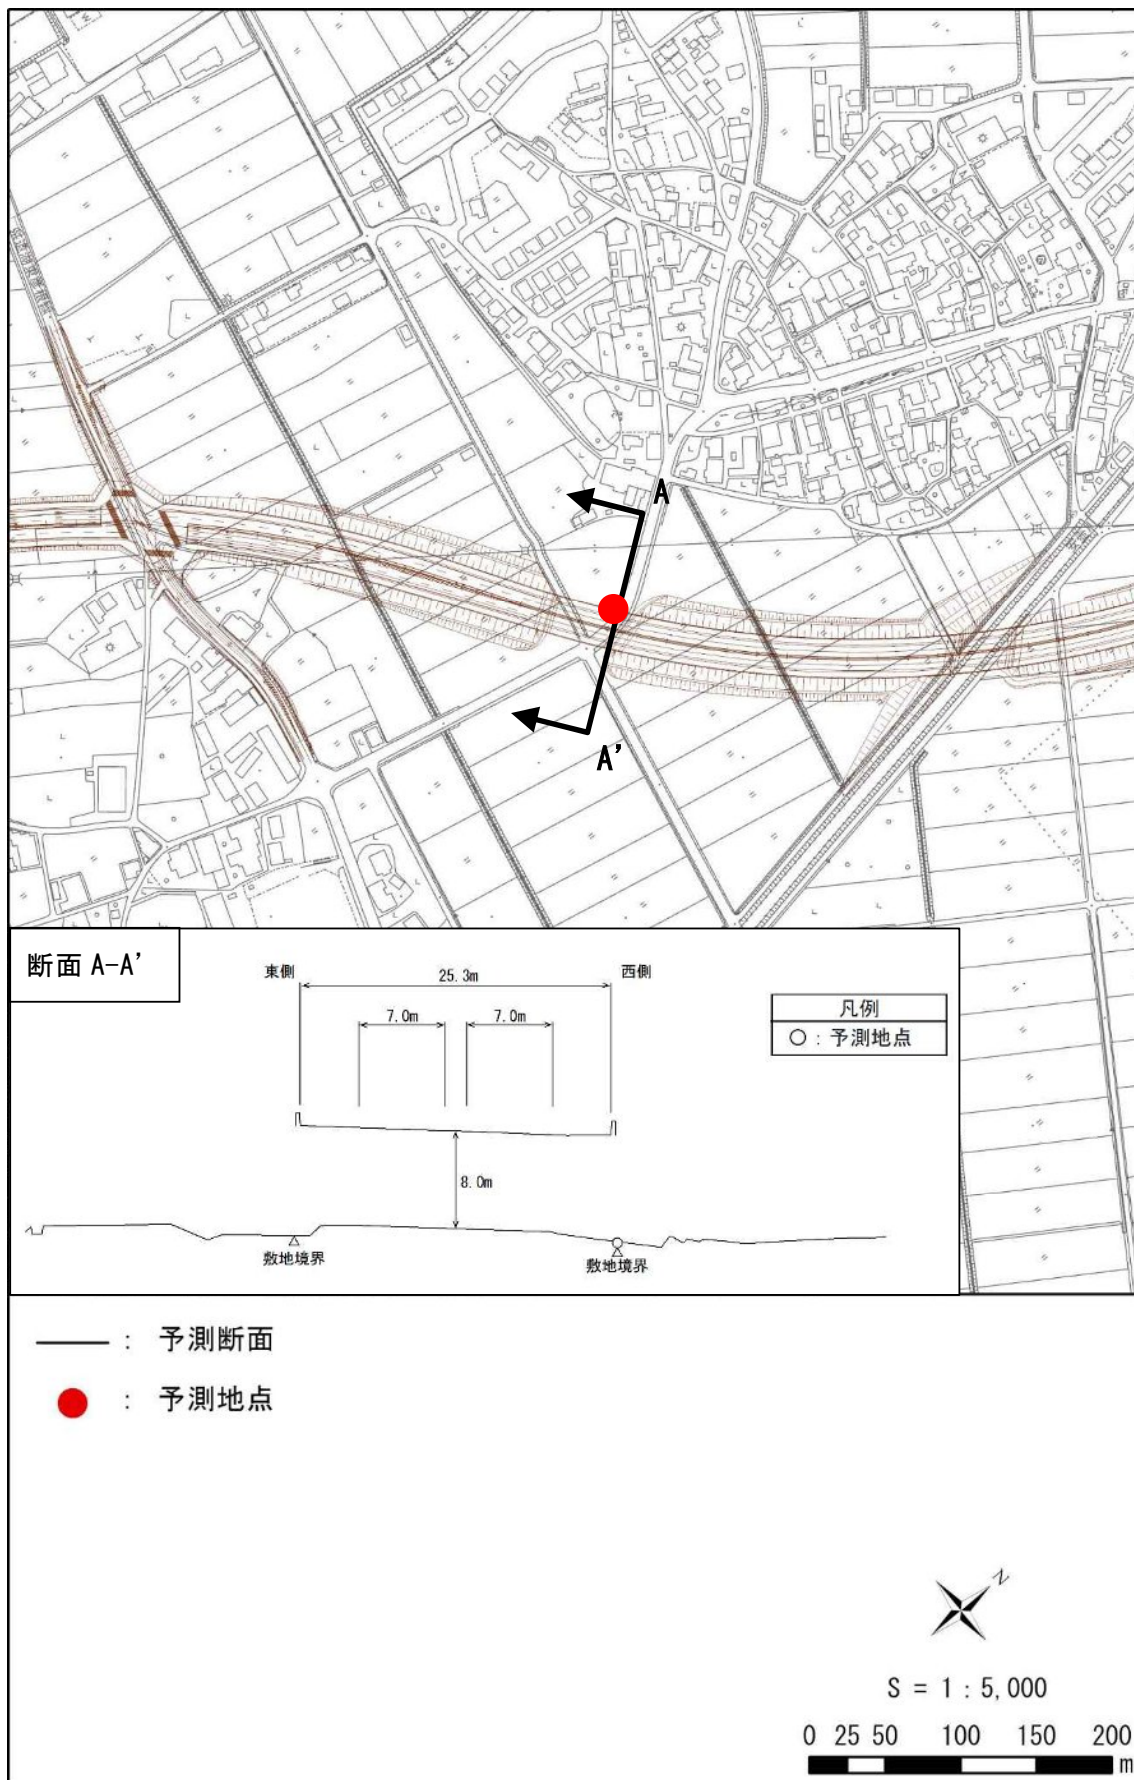 A
A'
断面 A-A'
東側
25.3m
西側
7.0m
7.0m
凡例
○ : 予測地点
8.0m
敷地境界
敷地境界
: 予測断面
: 予測地点
N
S = 1 : 5,000
0 25 50 100 150 200
m